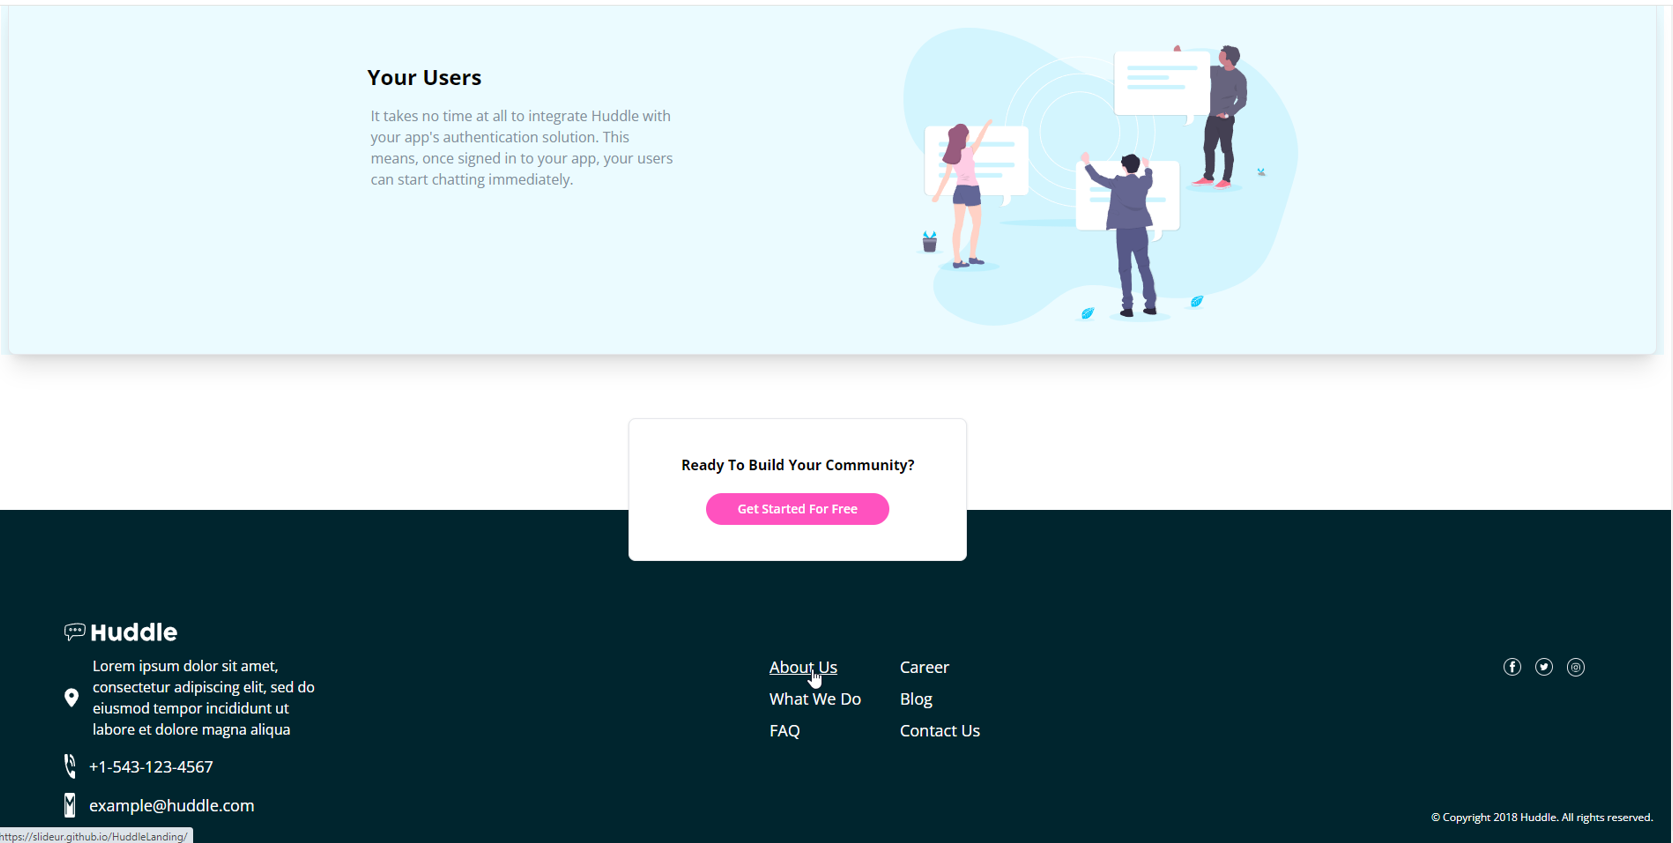 Your Users
It takes no time at all to integrate Huddle with
your app's authentication solution. This
means, once signed in to your app, your users
can start chatting immediately.
Ready To Build Your Community?
Get Started For Free
Huddle
Lorem ipsum dolor sit amet,
consectetur adipiscing elit, sed do
eiusmod tempor incididunt ut
labore et dolore magna aliqua
+1-543-123-4567
example@huddle.com
About Us
What We Do
FAQ
Career
Blog
Contact Us
© Copyright 2018 Huddle. All rights reserved.
https://slideur.github.io/HuddleLanding/